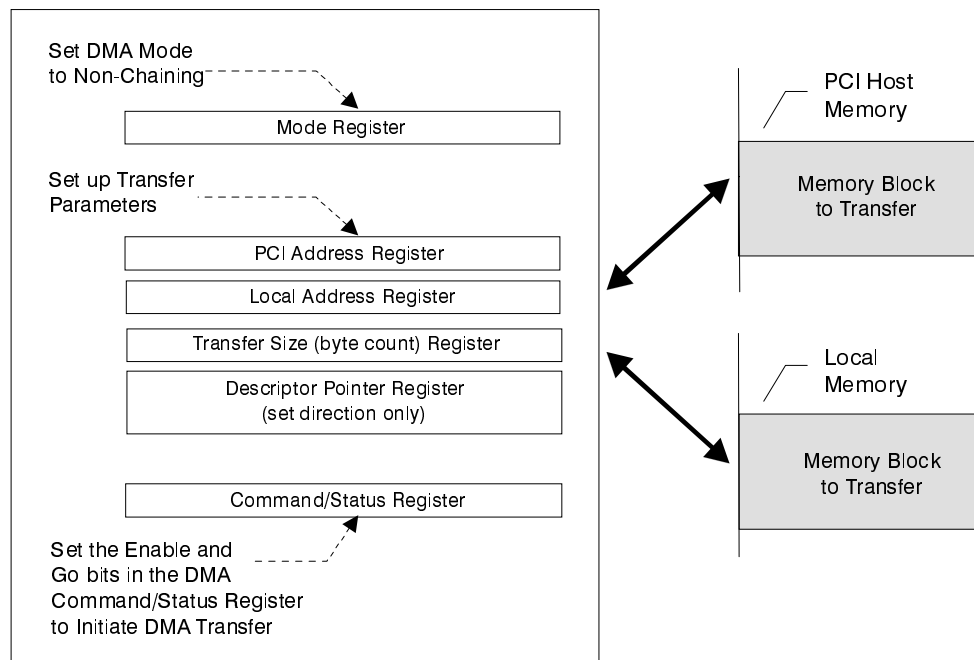 Set DMA Mode
to Non-Chaining
Mode Register
Set up Transfer
Parameters
PCI Address Register
Local Address Register
Transfer Size (byte count) Register
Descriptor Pointer Register
(set direction only)
Command/Status Register
Set the Enable and
Go bits in the DMA
Command/Status Register
to Initiate DMA Transfer
PCI Host
Memory
Memory Block
to Transfer
Local
Memory
Memory Block
to Transfer